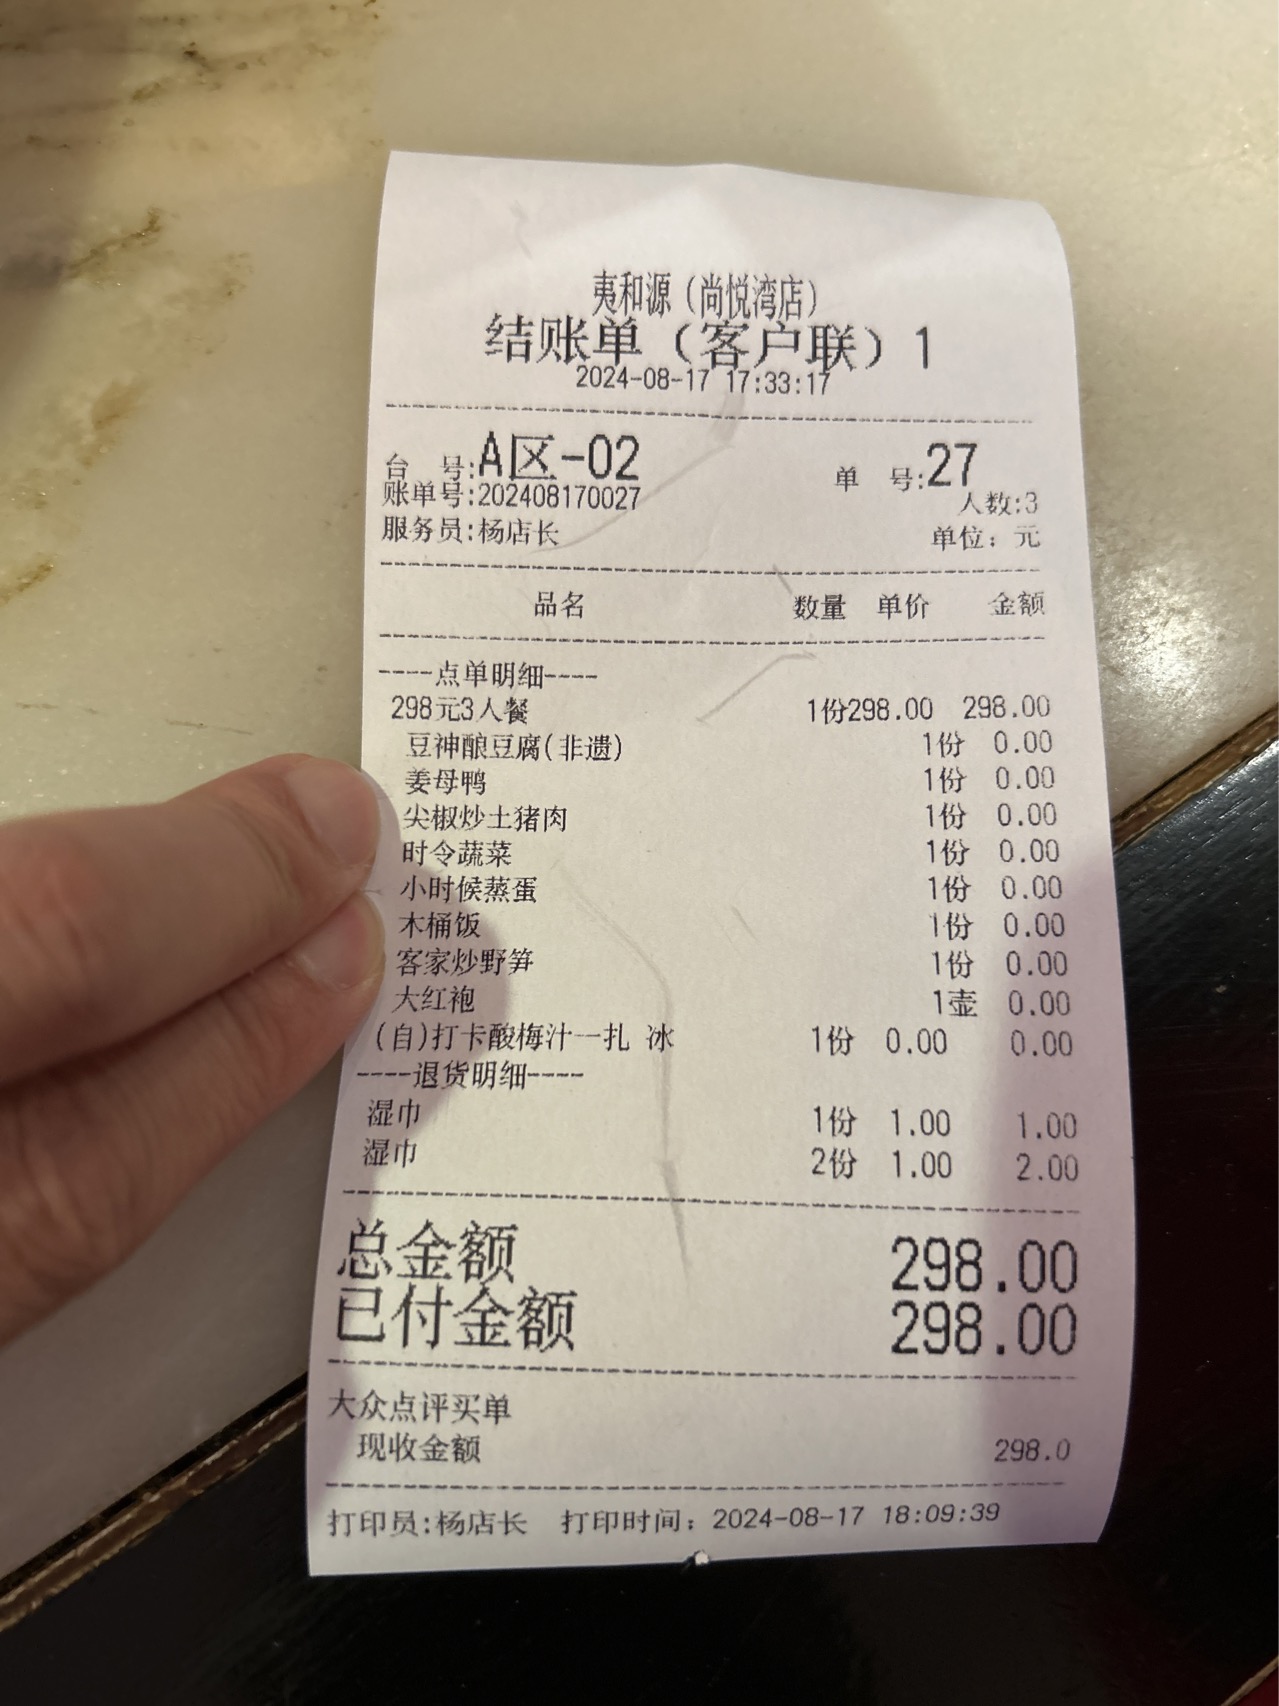 夷和源（尚悦湾店）
结账单（客户联）1
2024-08-17 17:33:17
台 号:A区-02 单 号:27
账单号:202408170027 人数:3
服务员:杨店长 单位：元
品名 数量 单价 金额
----点单明细----
298元3人餐 1份298.00 298.00
豆神酿豆腐(非遗) 1份 0.00
姜母鸭 1份 0.00
尖椒炒土猪肉 1份 0.00
时令蔬菜 1份 0.00
小时候蒸蛋 1份 0.00
木桶饭 1份 0.00
客家炒野笋 1份 0.00
大红袍 1壶 0.00
(自)打卡酸梅汁一扎 冰 1份 0.00 0.00
----退货明细----
湿巾 1份 1.00 1.00
湿巾 2份 1.00 2.00
总金额 298.00
已付金额 298.00
大众点评买单
现收金额 298.0
打印员:杨店长 打印时间：2024-08-17 18:09:39